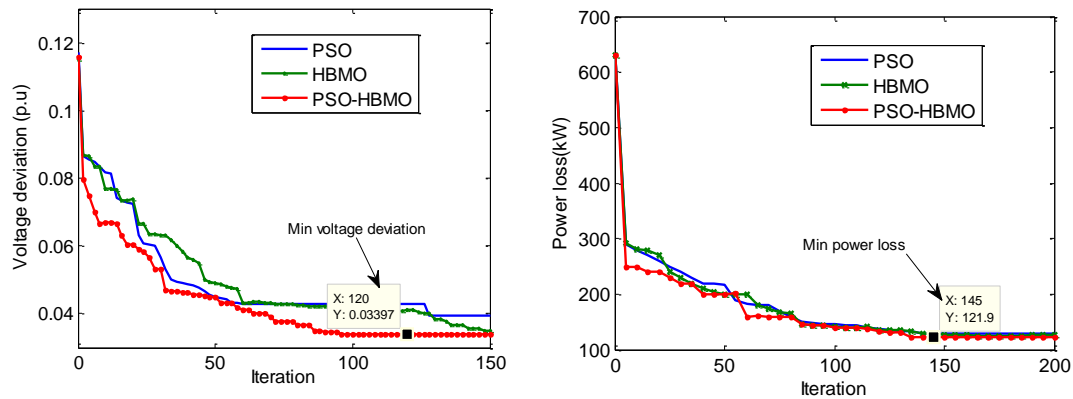 0.12
0.1
0.08
0.06
0.04
Voltage deviation (p.u)
PSO
HBMO
PSO-HBMO
Min voltage deviation
X: 120
Y: 0.03397
0 50 100 150
Iteration
700
600
500
400
300
200
100
Power loss(kW)
PSO
HBMO
PSO-HBMO
Min power loss
X: 145
Y: 121.9
0 50 100 150 200
Iteration